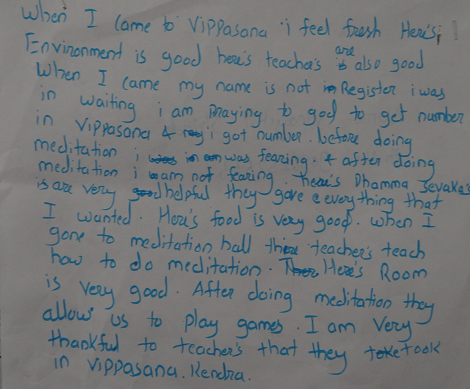 When I came to Vippasana i feel fresh Here's
Environment is good here's teacher's are also good
When I came my name is not Register i was
in waiting i am praying to god to get number
in Vippasana & i got number. before doing
meditation i was fearing. & after doing
meditation i am not fearing. here's Dhamma Sevaka's
is are very helpful they gave everything that
I wanted. Here's food is very good. When I
gone to meditation hall there teacher's teach
how to do meditation. Here's Room
is very good. After doing meditation they
allow us to play games. I am very
thankful to teacher's that they took
in Vippasana. Kendra.